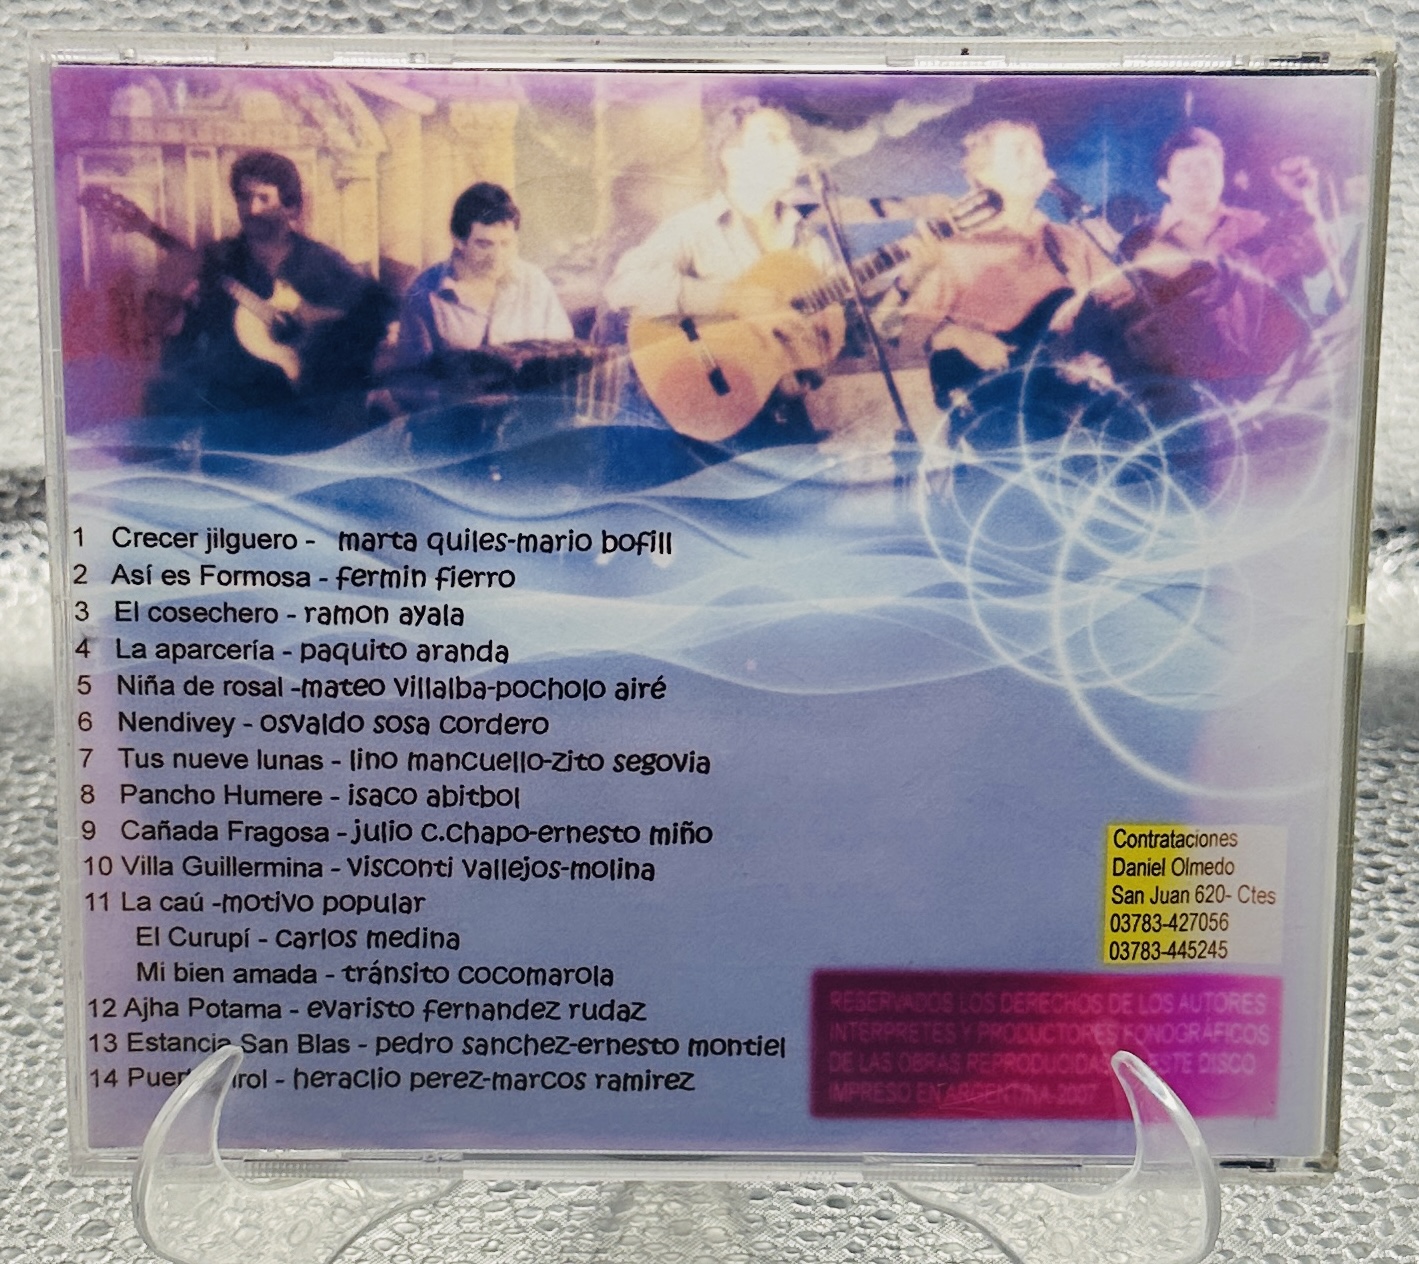 1 Crecer jilguero - marta quiles-mario bofill
2 Así es Formosa - fermin fierro
3 El cosechero - ramon ayala
4 La aparcería - paquito aranda
5 Niña de rosal -mateo villalba-pocholo airé
6 Nendivey - osvaldo sosa cordero
7 Tus nueve lunas - lino mancuello-zito segovia
8 Pancho Humere - isaco abitbol
9 Cañada Fragosa - julio c.chapo-ernesto miño
10 Villa Guillermina - visconti vallejos-molina
11 La caú -motivo popular
El Curupí - carlos medina
Mi bien amada - tránsito cocomarola
12 Ajha Potama - evaristo fernandez rudaz
13 Estancia San Blas - pedro sanchez-ernesto montiel
14 - heraclio perez-marcos ramirez
Contrataciones
Daniel Olmedo
San Juan 620- Ctes
03783-427056
03783-445245
RESERVADOS LOS DERECHOS DE LOS AUTORES
INTERPRETES Y PRODUCTORES FONOGRÁFICOS
DE LAS OBRAS REPRODUCIDAS ESTE DISCO
IMPRESO EN ARGENTINA-2007